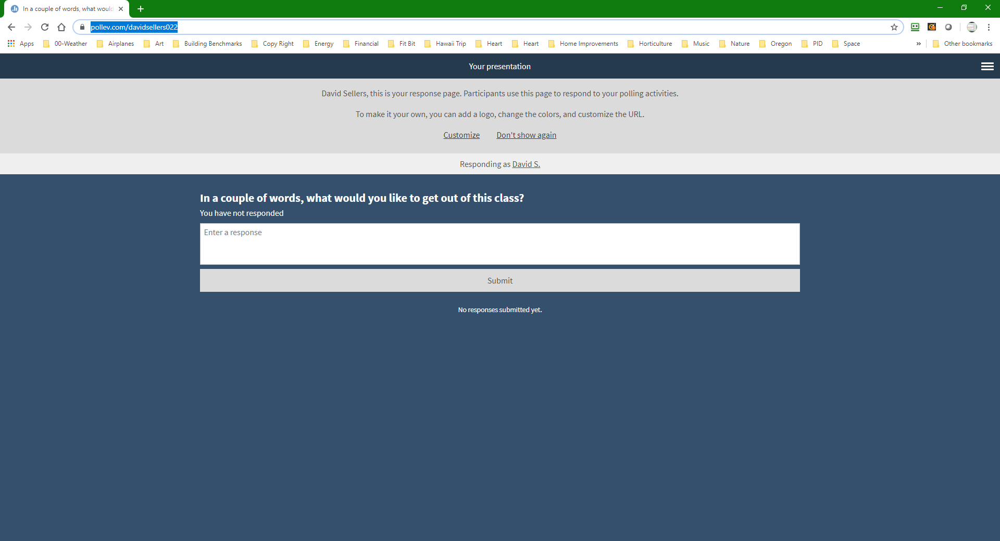 In a couple of words, what would
pollev.com/davidsellers022
Apps 00-Weather Airplanes Art Building Benchmarks Copy Right Energy Financial Fit Bit Hawaii Trip Heart Heart Home Improvements Horticulture Music Nature Oregon PID Space » Other bookmarks
Your presentation
David Sellers, this is your response page. Participants use this page to respond to your polling activities.
To make it your own, you can add a logo, change the colors, and customize the URL.
Customize Don't show again
Responding as David S.
In a couple of words, what would you like to get out of this class?
You have not responded
Enter a response
Submit
No responses submitted yet.